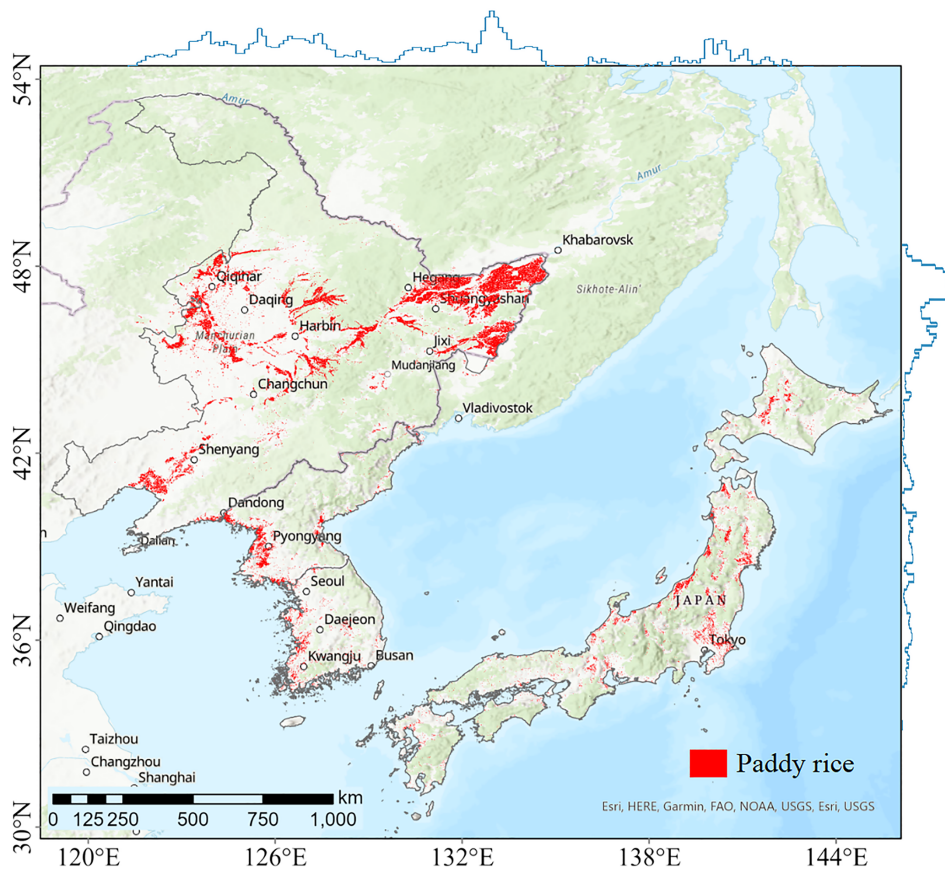 54°N
48°N
42°N
36°N
30°N
Amur
Amur
Khabarovsk
Sikhote-Alin'
Qiqihar
Hegang
Daqing
Shuangyashan
Harbin
Manchurian
Plain
Jixi
Mudanjiang
Changchun
Vladivostok
Shenyang
Dandong
Dalian
Pyongyang
n
Yantai
Seoul
Weifang
JAPAN
Qingdao
Daejeon
Tokyo
Kwangju
Busan
Taizhou
Changzhou
Shanghai
Paddy rice
km
0 125 250 500 750 1,000
Esri, HERE, Garmin, FAO, NOAA, USGS, Esri, USGS
120°E 126°E 132°E 138°E 144°E